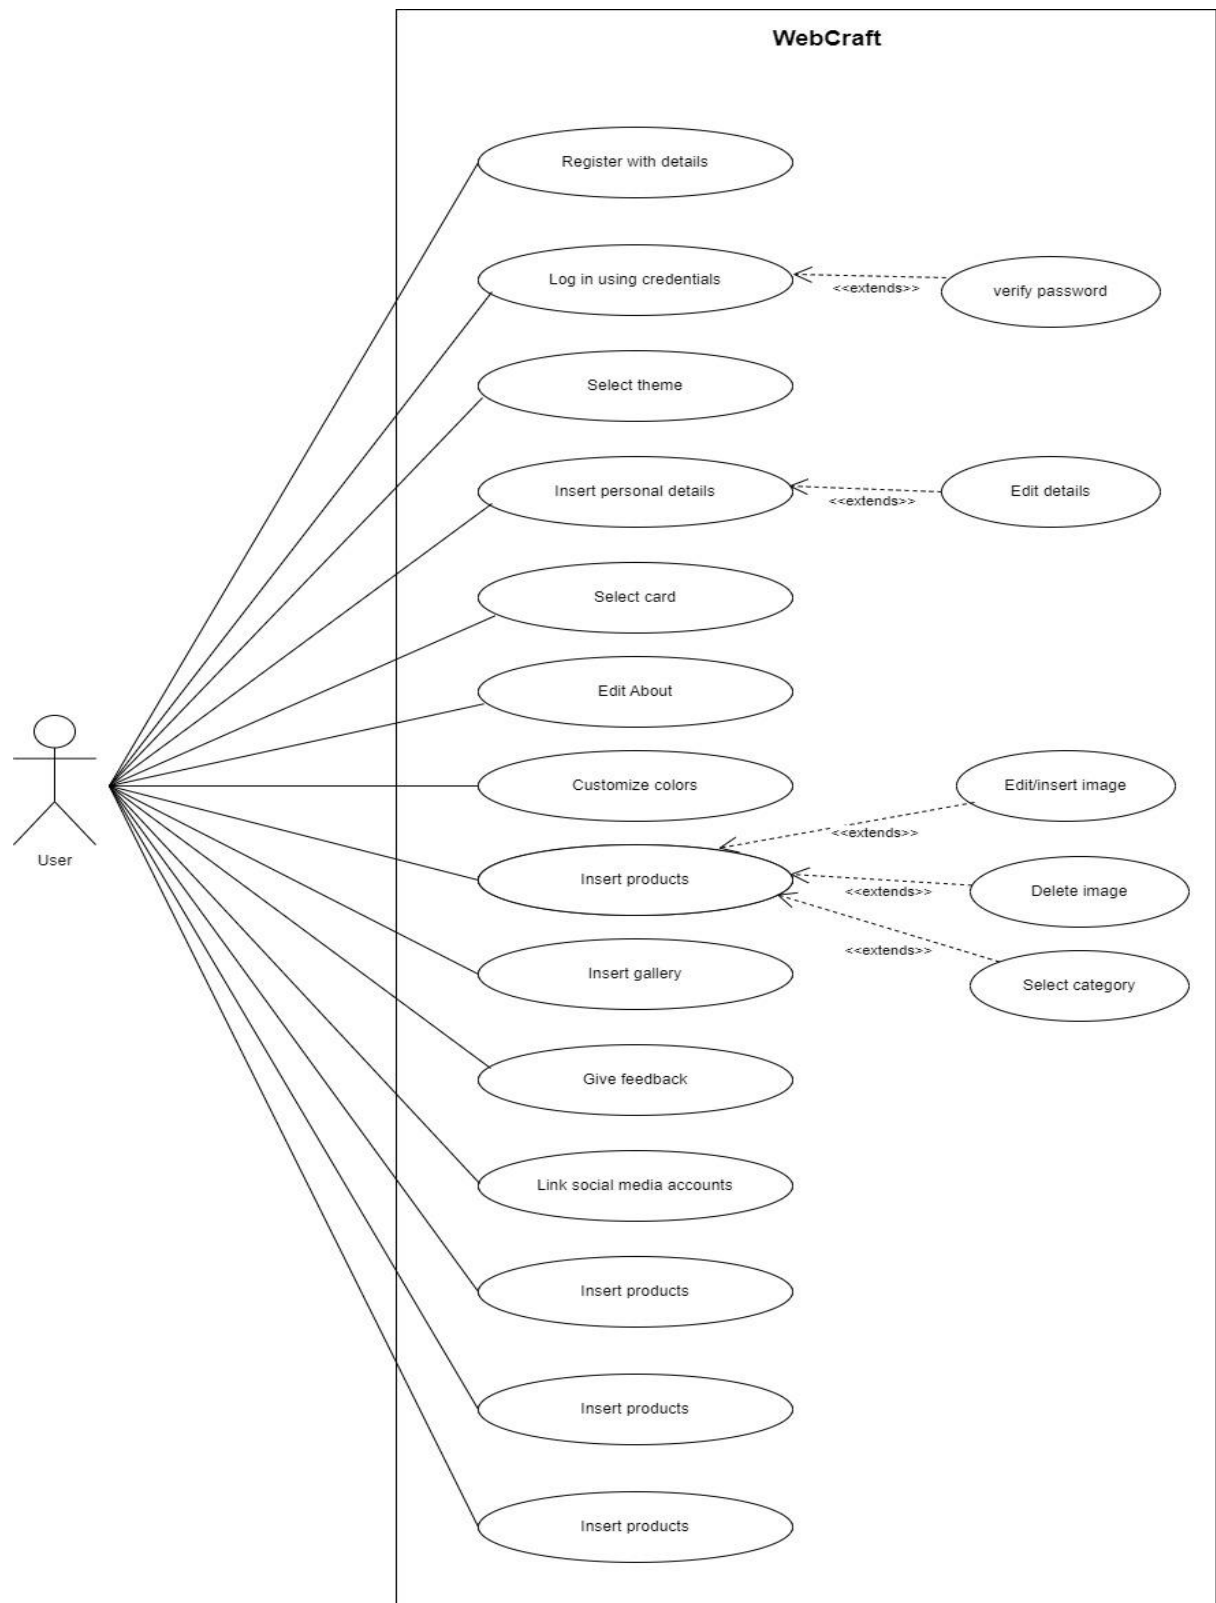 WebCraft
Register with details
Log in using credentials
<<extends>>
verify password
Select theme
Insert personal details
<<extends>>
Edit details
Select card
Edit About
User
Customize colors
Edit/insert image
<<extends>>
Insert products
<<extends>>
Delete image
<<extends>>
Insert gallery
Select category
Give feedback
Link social media accounts
Insert products
Insert products
Insert products